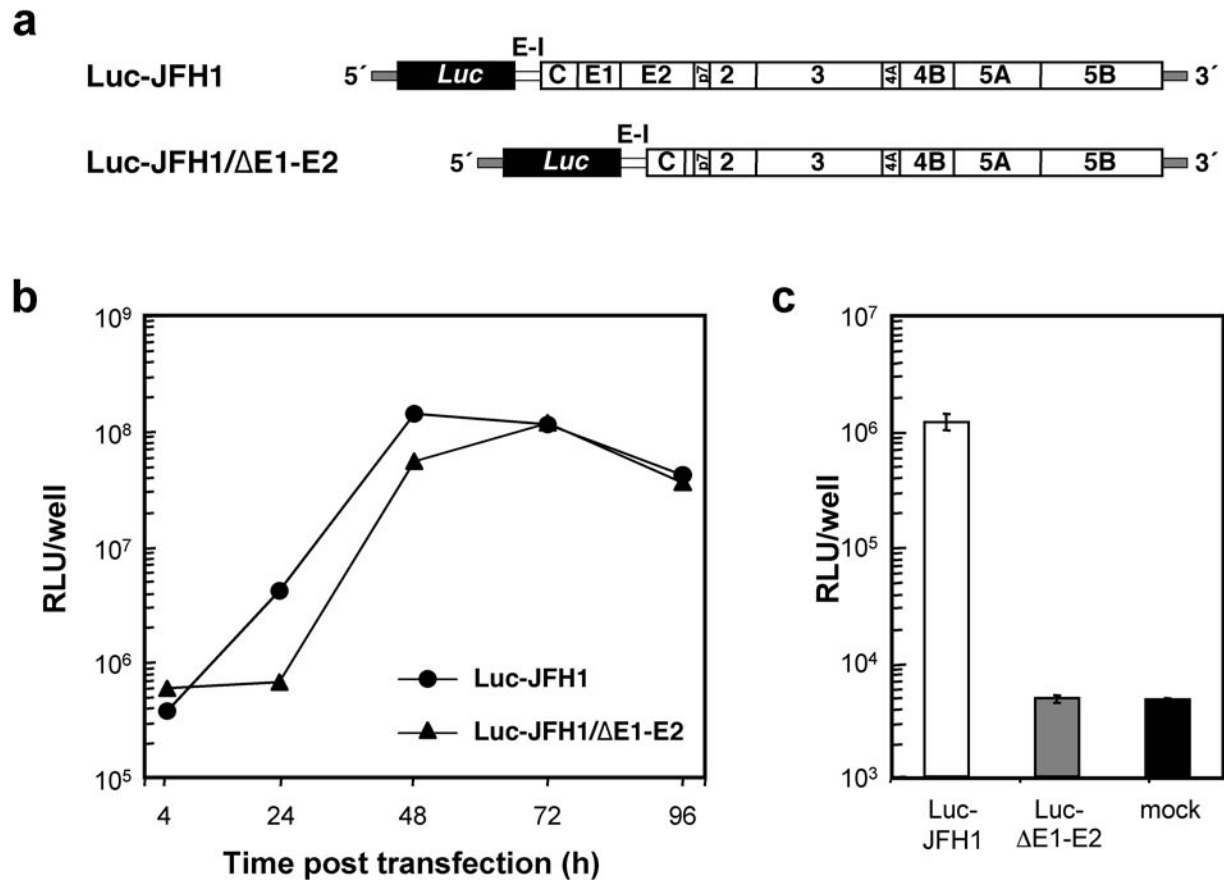 a
E-I
Luc-JFH1 5´ Luc C E1 E2 p7 2 3 4A 4B 5A 5B 3´
E-I
Luc-JFH1/ΔE1-E2 5´ Luc C p7 2 3 4A 4B 5A 5B 3´
b
10⁹
10⁸
10⁷
10⁶
10⁵
RLU/well
Luc-JFH1
Luc-JFH1/ΔE1-E2
4 24 48 72 96
Time post transfection (h)
c
10⁷
10⁶
10⁵
10⁴
10³
RLU/well
Luc-
JFH1
Luc-
ΔE1-E2
mock